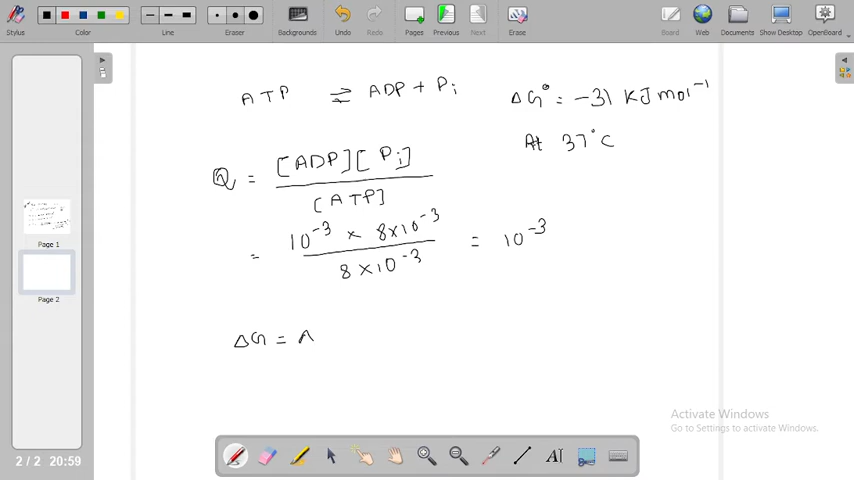 Stylus
Color
Line
Eraser
Backgrounds
Undo
Redo
Pages
Previous
Next
Erase
Board
Web
Documents
Show Desktop
OpenBoard
ATP ⇌ ADP + Pi
ΔG° = -31 KJ mol⁻¹
At 37°C
Q = [ADP][Pi] / [ATP]
= 10⁻³ × 8×10⁻³ / 8×10⁻³ = 10⁻³
ΔG =
Page 1
Page 2
Activate Windows
Go to Settings to activate Windows.
2/2 20:59